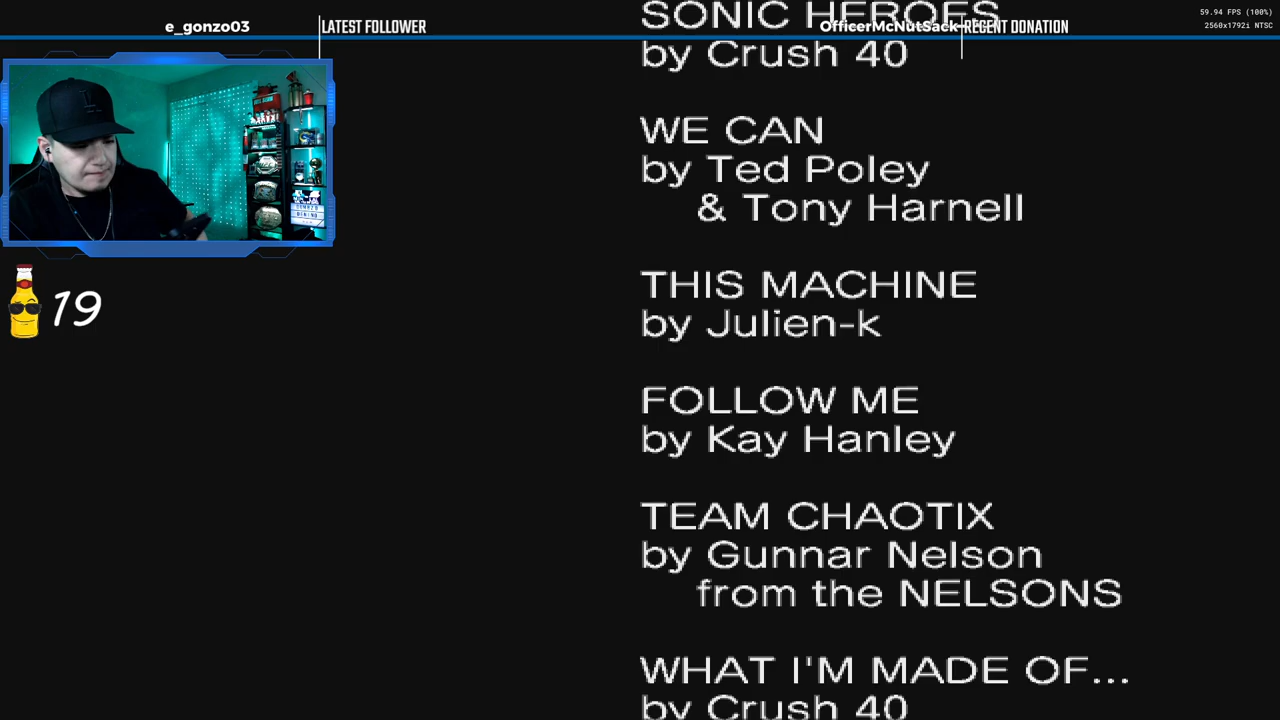 e_gonzo03 LATEST FOLLOWER
OfficerMcNutSack RECENT DONATION
59.94 FPS (100%)
2560x1792i NTSC
19
SONIC HEROES
by Crush 40
WE CAN
by Ted Poley
& Tony Harnell
THIS MACHINE
by Julien-k
FOLLOW ME
by Kay Hanley
TEAM CHAOTIX
by Gunnar Nelson
from the NELSONS
WHAT I'M MADE OF...
by Crush 40